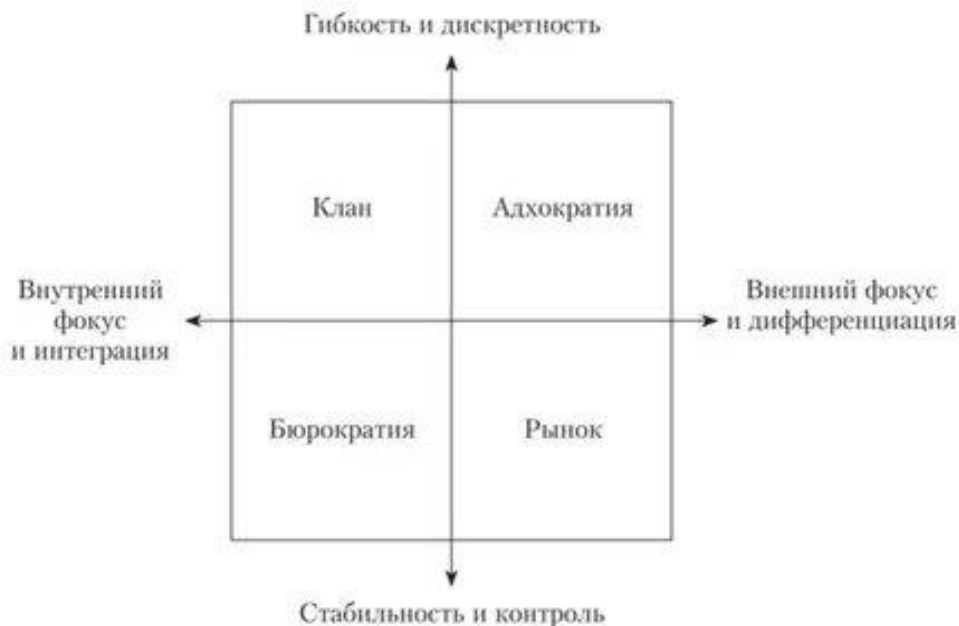 Гибкость и дискретность
Клан
Адхократия
Внутренний
фокус
и интеграция
Внешний фокус
и дифференциация
Бюрократия
Рынок
Стабильность и контроль